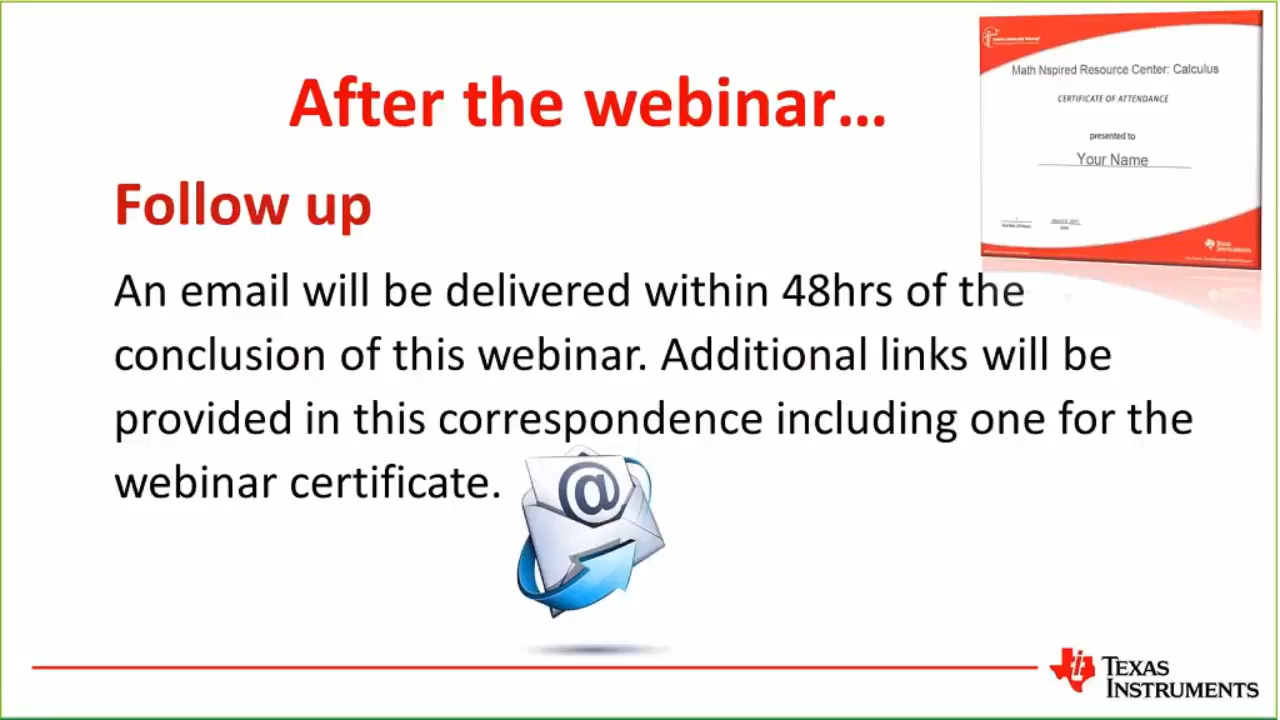 After the webinar...
Math Nspired Resource Center: Calculus
CERTIFICATE OF ATTENDANCE
presented to
Your Name
TEXAS
INSTRUMENTS
Follow up
An email will be delivered within 48hrs of the
conclusion of this webinar. Additional links will be
provided in this correspondence including one for the
webinar certificate.
@
TEXAS
INSTRUMENTS